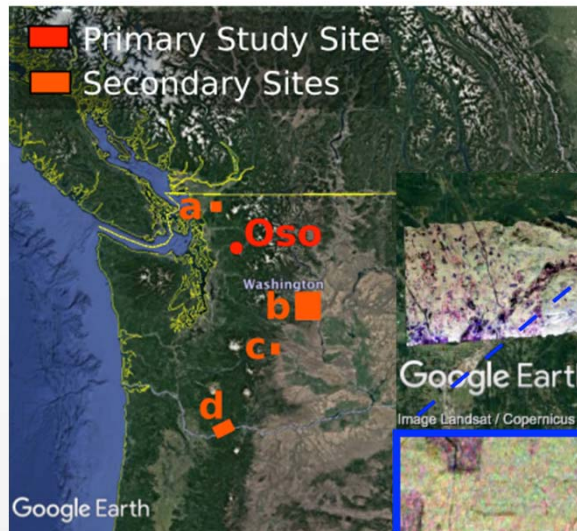 Primary Study Site
Secondary Sites
a
Oso
Washington
b
c
d
Google Earth
Google Earth
Image Landsat / Copernicus